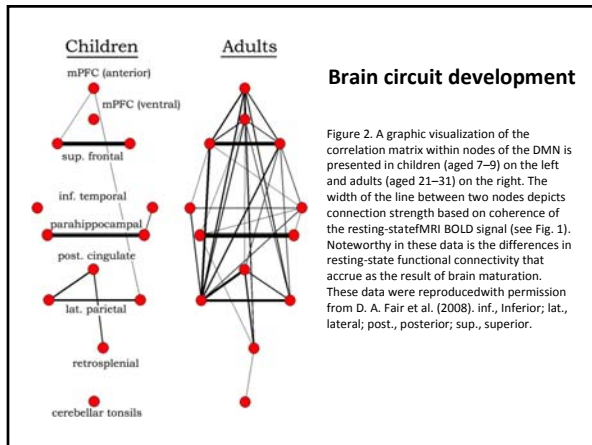 Children
Adults
mPFC (anterior)
mPFC (ventral)
sup. frontal
inf. temporal
parahippocampal
post. cingulate
lat. parietal
retrosplenial
cerebellar tonsils
Brain circuit development
Figure 2. A graphic visualization of the
correlation matrix within nodes of the DMN is
presented in children (aged 7–9) on the left
and adults (aged 21–31) on the right. The
width of the line between two nodes depicts
connection strength based on coherence of
the resting-statefMRI BOLD signal (see Fig. 1).
Noteworthy in these data is the differences in
resting-state functional connectivity that
accrue as the result of brain maturation.
These data were reproducedwith permission
from D. A. Fair et al. (2008). inf., Inferior; lat.,
lateral; post., posterior; sup., superior.